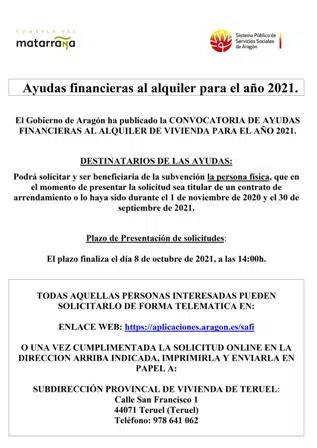 COMARCA DEL
matarraña
Sistema Público de
Servicios Sociales
de Aragón
Ayudas financieras al alquiler para el año 2021.
El Gobierno de Aragón ha publicado la CONVOCATORIA DE AYUDAS
FINANCIERAS AL ALQUILER DE VIVIENDA PARA EL AÑO 2021.
DESTINATARIOS DE LAS AYUDAS:
Podrá solicitar y ser beneficiaria de la subvención la persona física, que en
el momento de presentar la solicitud sea titular de un contrato de
arrendamiento o lo haya sido durante el 1 de noviembre de 2020 y el 30 de
septiembre de 2021.
Plazo de Presentación de solicitudes:
El plazo finaliza el día 8 de octubre de 2021, a las 14:00h.
TODAS AQUELLAS PERSONAS INTERESADAS PUEDEN
SOLICITARLO DE FORMA TELEMATICA EN:
ENLACE WEB: https://aplicaciones.aragon.es/safi
O UNA VEZ CUMPLIMENTADA LA SOLICITUD ONLINE EN LA
DIRECCION ARRIBA INDICADA, IMPRIMIRLA Y ENVIARLA EN
PAPEL A:
SUBDIRECCIÓN PROVINCAL DE VIVIENDA DE TERUEL:
Calle San Francisco 1
44071 Teruel (Teruel)
Teléfono: 978 641 062